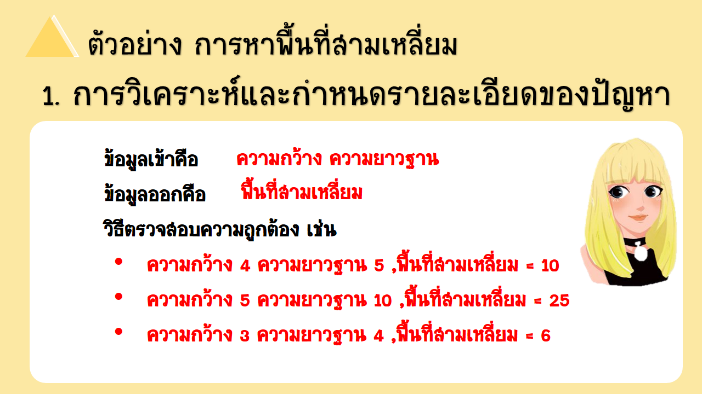 ตัวอย่าง การหาพื้นที่สามเหลี่ยม
1. การวิเคราะห์และกำหนดรายละเอียดของปัญหา
ข้อมูลเข้าคือ ความกว้าง ความยาวฐาน
ข้อมูลออกคือ พื้นที่สามเหลี่ยม
วิธีตรวจสอบความถูกต้อง เช่น
• ความกว้าง 4 ความยาวฐาน 5 ,พื้นที่สามเหลี่ยม = 10
• ความกว้าง 5 ความยาวฐาน 10 ,พื้นที่สามเหลี่ยม = 25
• ความกว้าง 3 ความยาวฐาน 4 ,พื้นที่สามเหลี่ยม = 6